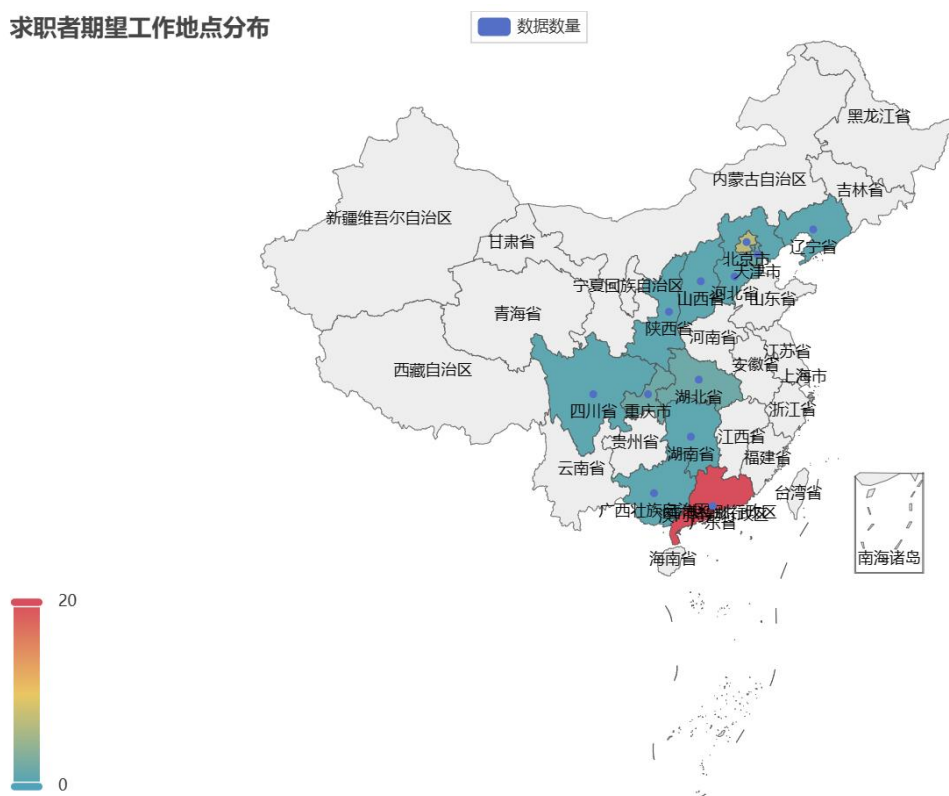 求职者期望工作地点分布
数据数量
黑龙江省
内蒙古自治区
吉林省
新疆维吾尔自治区
甘肃省
辽宁省
北京市
天津市
宁夏回族自治区
河北省
山西省
山东省
青海省
陕西省
河南省
江苏省
西藏自治区
安徽省
上海市
湖北省
四川省
重庆市
浙江省
贵州省
江西省
湖南省
福建省
云南省
台湾省
广西壮族自治区
广东省
海南省
南海诸岛
20
0